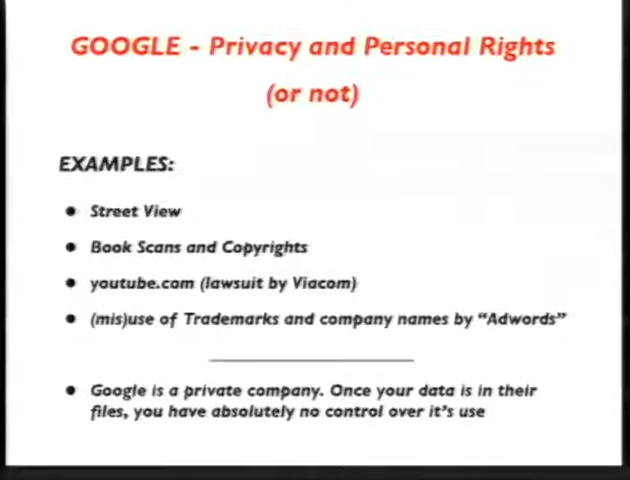 GOOGLE - Privacy and Personal Rights
(or not)
EXAMPLES:
• Street View
• Book Scans and Copyrights
• youtube.com (lawsuit by Viacom)
• (mis)use of Trademarks and company names by “Adwords”
• Google is a private company. Once your data is in their
files, you have absolutely no control over it's use